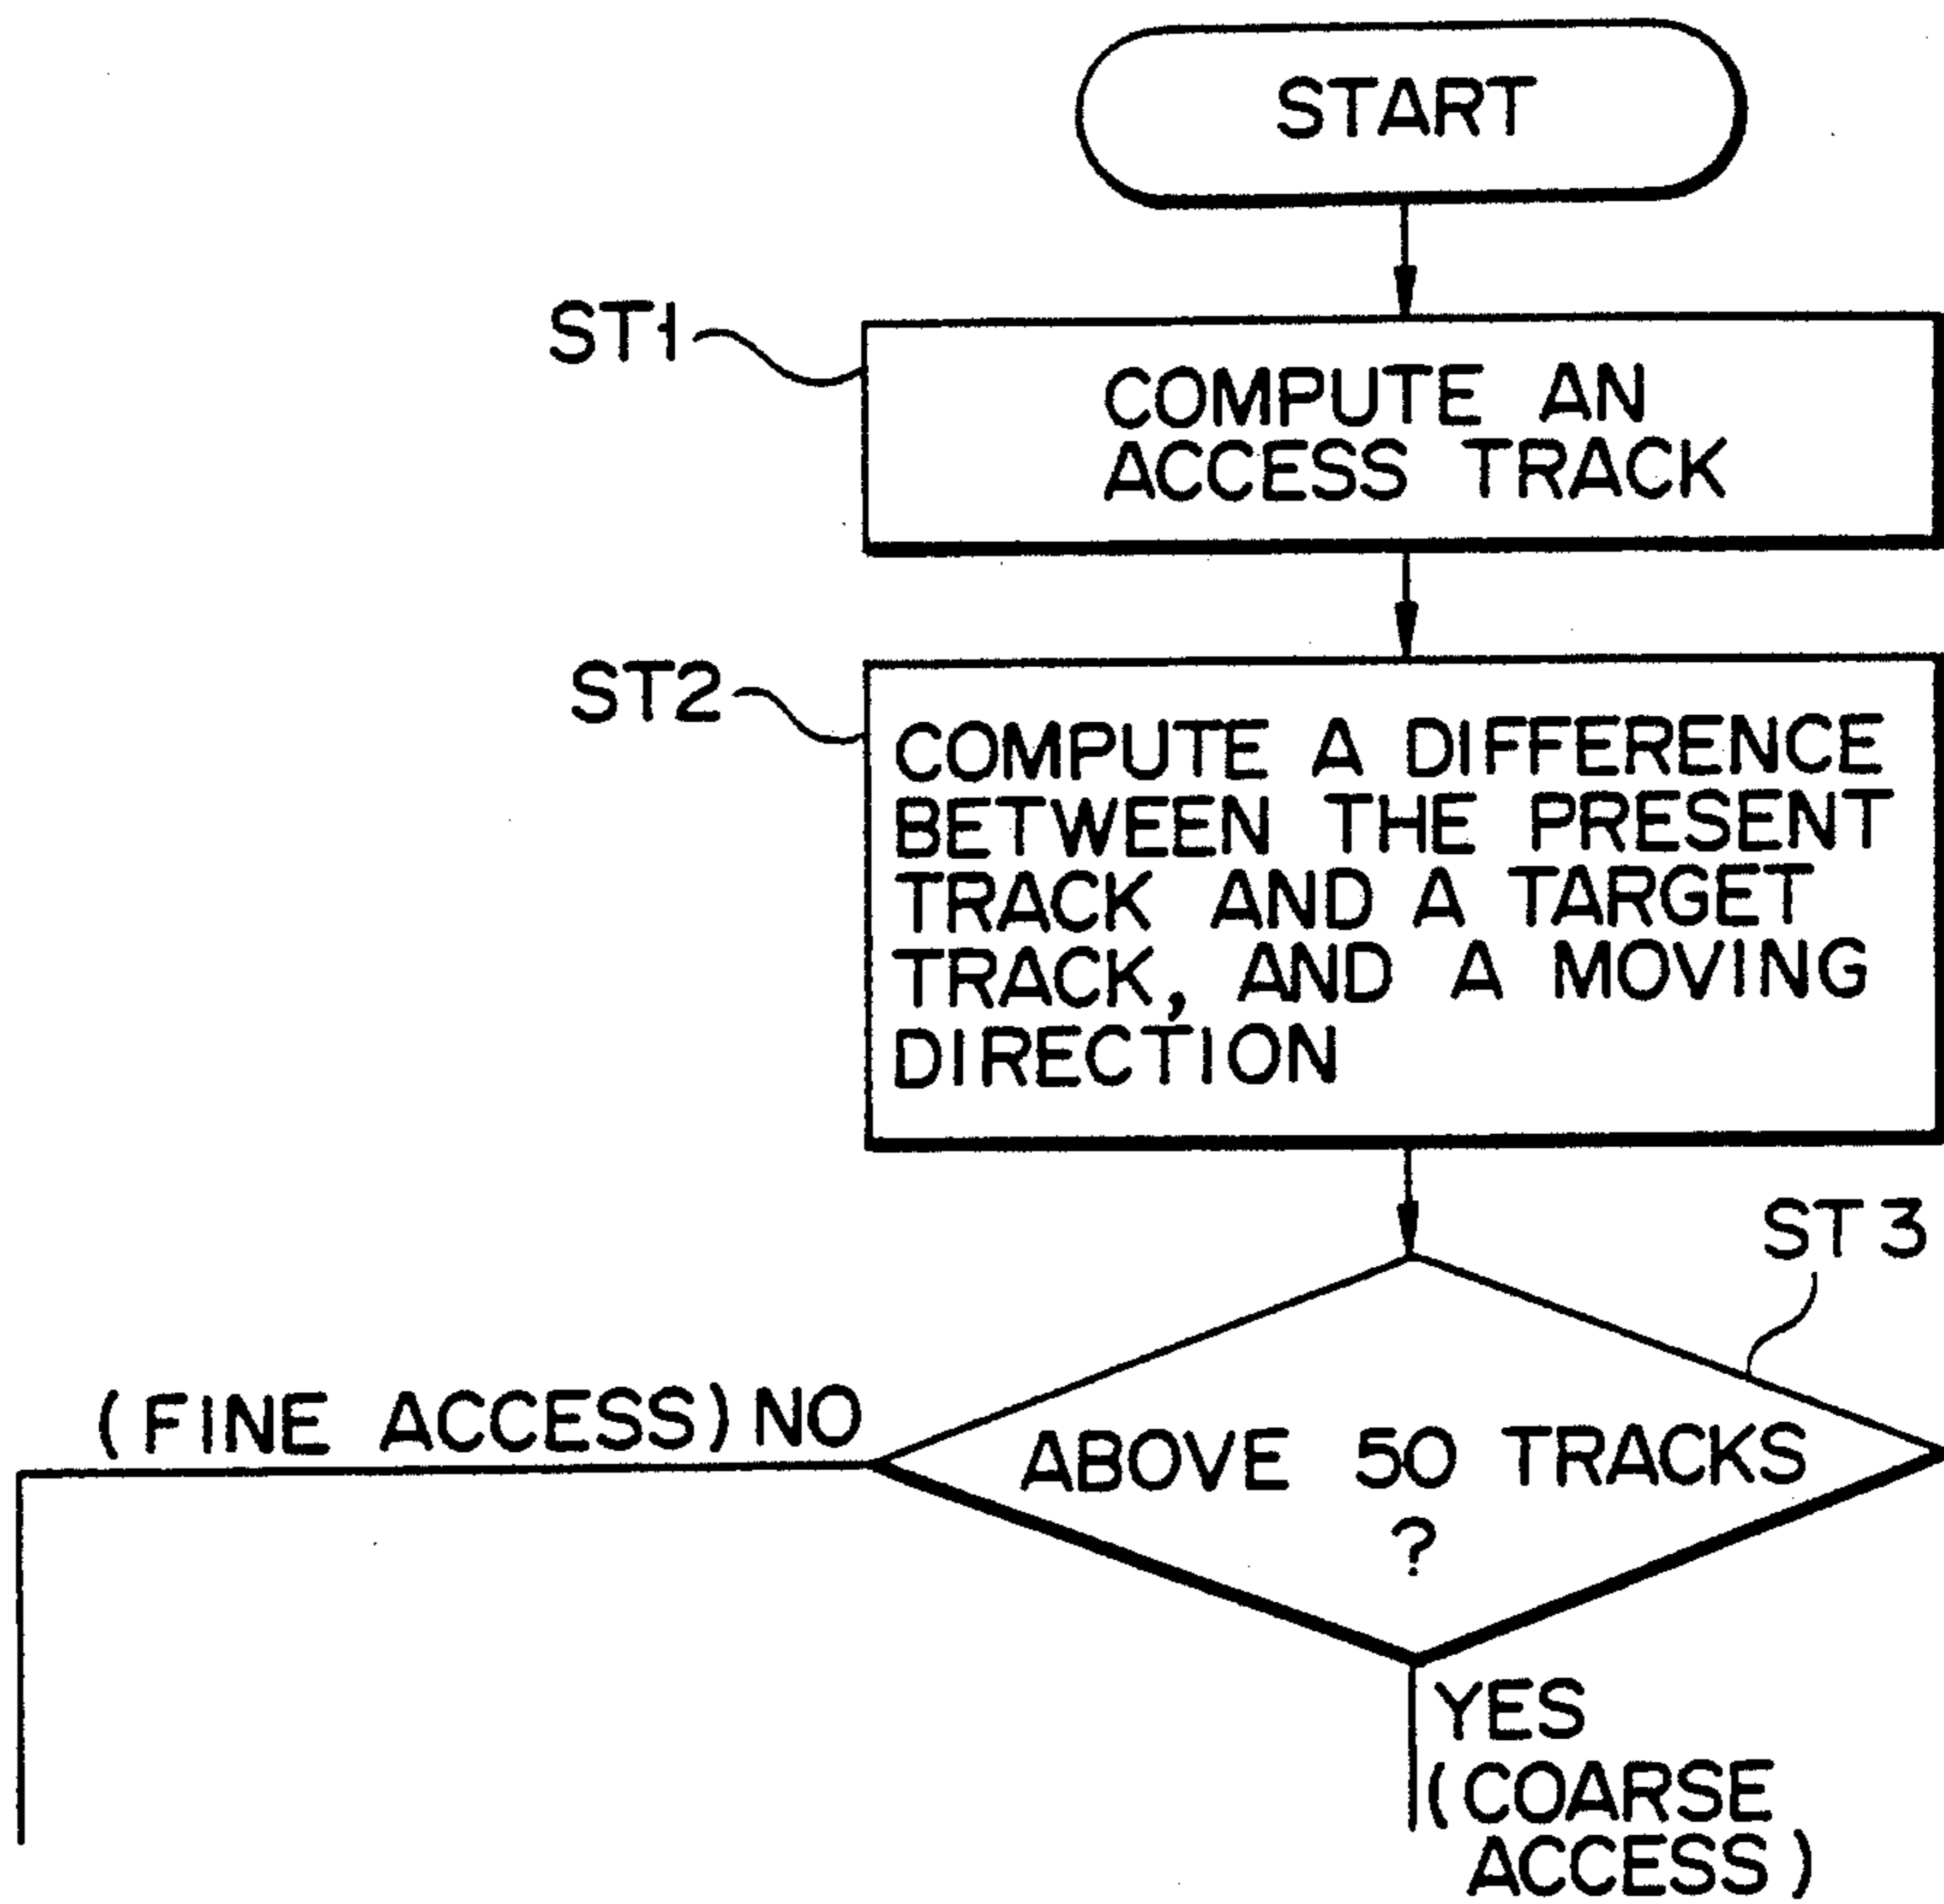 START
ST1
COMPUTE AN
ACCESS TRACK
ST2
COMPUTE A DIFFERENCE
BETWEEN THE PRESENT
TRACK AND A TARGET
TRACK, AND A MOVING
DIRECTION
ST3
(FINE ACCESS) NO
ABOVE 50 TRACKS
?
YES
(COARSE
ACCESS)